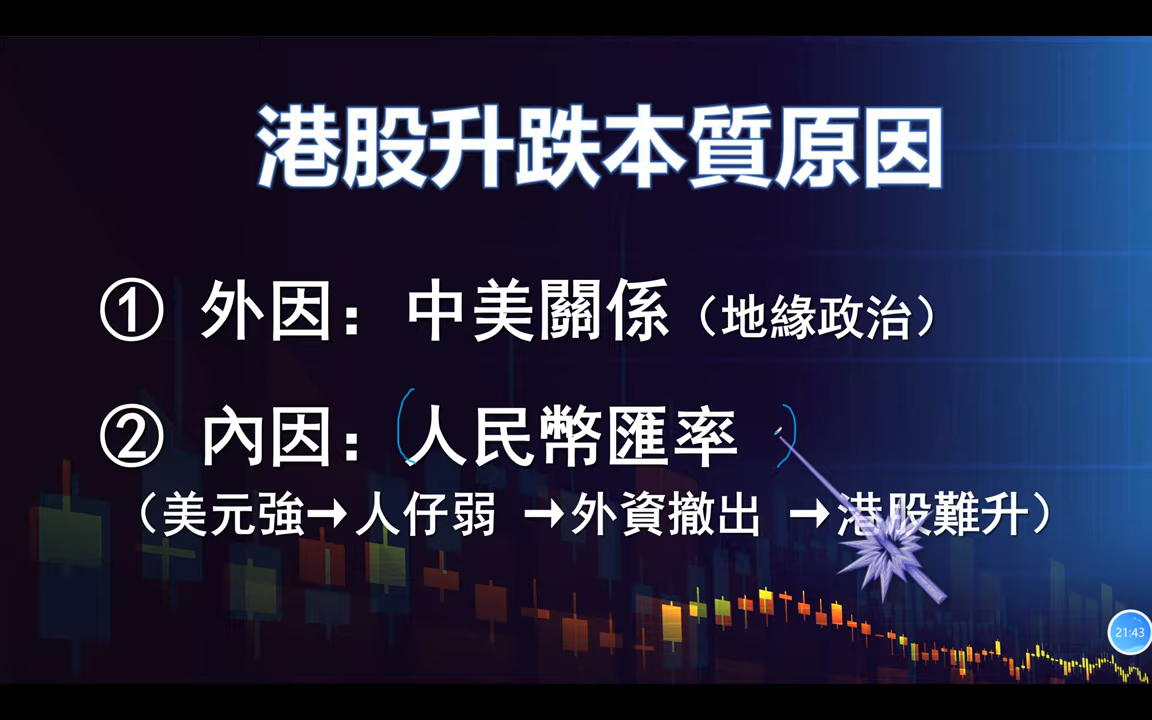 港股升跌本質原因
① 外因：中美關係（地緣政治）
② 內因：人民幣匯率
（美元強→人仔弱 →外資撤出 →港股難升）
21:43